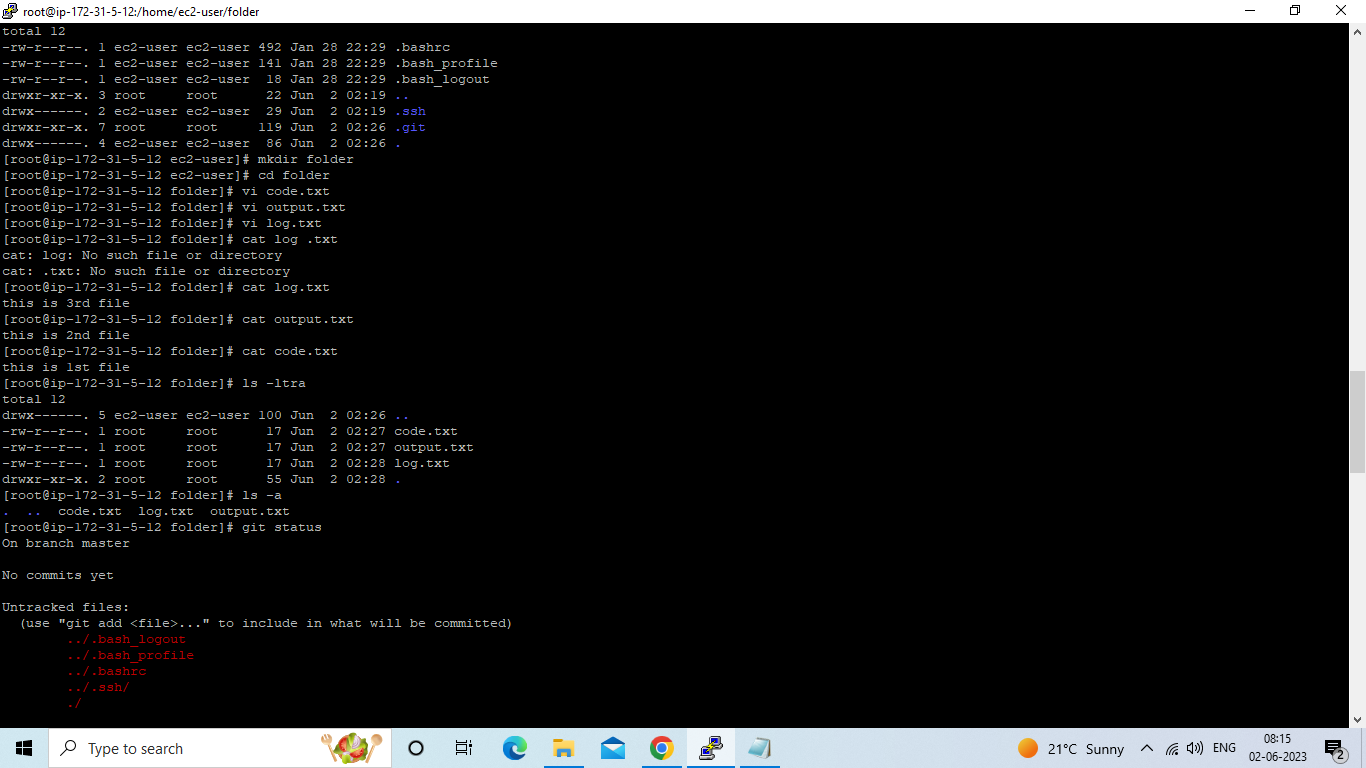 root@ip-172-31-5-12:/home/ec2-user/folder
total 12
-rw-r--r--. 1 ec2-user ec2-user 492 Jan 28 22:29 .bashrc
-rw-r--r--. 1 ec2-user ec2-user 141 Jan 28 22:29 .bash_profile
-rw-r--r--. 1 ec2-user ec2-user  18 Jan 28 22:29 .bash_logout
drwxr-xr-x. 3 root     root      22 Jun  2 02:19 ..
drwx------. 2 ec2-user ec2-user  29 Jun  2 02:19 .ssh
drwxr-xr-x. 7 root     root     119 Jun  2 02:26 .git
drwx------. 4 ec2-user ec2-user  86 Jun  2 02:26 .
[root@ip-172-31-5-12 ec2-user]# mkdir folder
[root@ip-172-31-5-12 ec2-user]# cd folder
[root@ip-172-31-5-12 folder]# vi code.txt
[root@ip-172-31-5-12 folder]# vi output.txt
[root@ip-172-31-5-12 folder]# vi log.txt
[root@ip-172-31-5-12 folder]# cat log .txt
cat: log: No such file or directory
cat: .txt: No such file or directory
[root@ip-172-31-5-12 folder]# cat log.txt
this is 3rd file
[root@ip-172-31-5-12 folder]# cat output.txt
this is 2nd file
[root@ip-172-31-5-12 folder]# cat code.txt
this is 1st file
[root@ip-172-31-5-12 folder]# ls -ltra
total 12
drwx------. 5 ec2-user ec2-user 100 Jun  2 02:26 ..
-rw-r--r--. 1 root     root      17 Jun  2 02:27 code.txt
-rw-r--r--. 1 root     root      17 Jun  2 02:27 output.txt
-rw-r--r--. 1 root     root      17 Jun  2 02:28 log.txt
drwxr-xr-x. 2 root     root      55 Jun  2 02:28 .
[root@ip-172-31-5-12 folder]# ls -a
.  ..  code.txt  log.txt  output.txt
[root@ip-172-31-5-12 folder]# git status
On branch master
No commits yet
Untracked files:
  (use "git add <file>..." to include in what will be committed)
        ../.bash_logout
        ../.bash_profile
        ../.bashrc
        ../.ssh/
        ./
Type to search
21°C Sunny
ENG
08:15
02-06-2023
2